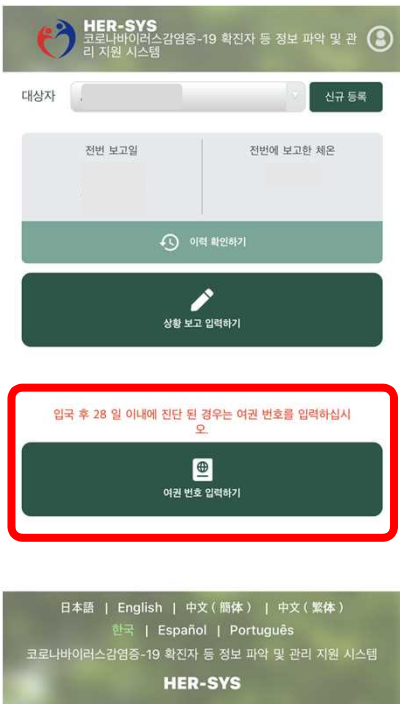 HER-SYS
코로나바이러스감염증-19 확진자 등 정보 파악 및 관
리 지원 시스템
대상자
신규 등록
전번 보고일
전번에 보고한 체온
이력 확인하기
상황 보고 입력하기
입국 후 28 일 이내에 진단 된 경우는 여권 번호를 입력하십시
오.
여권 번호 입력하기
日本語 | English | 中文 ( 簡体 ) | 中文 ( 繁体 )
한국 | Español | Português
코로나바이러스감염증-19 확진자 등 정보 파악 및 관리 지원 시스템
HER-SYS